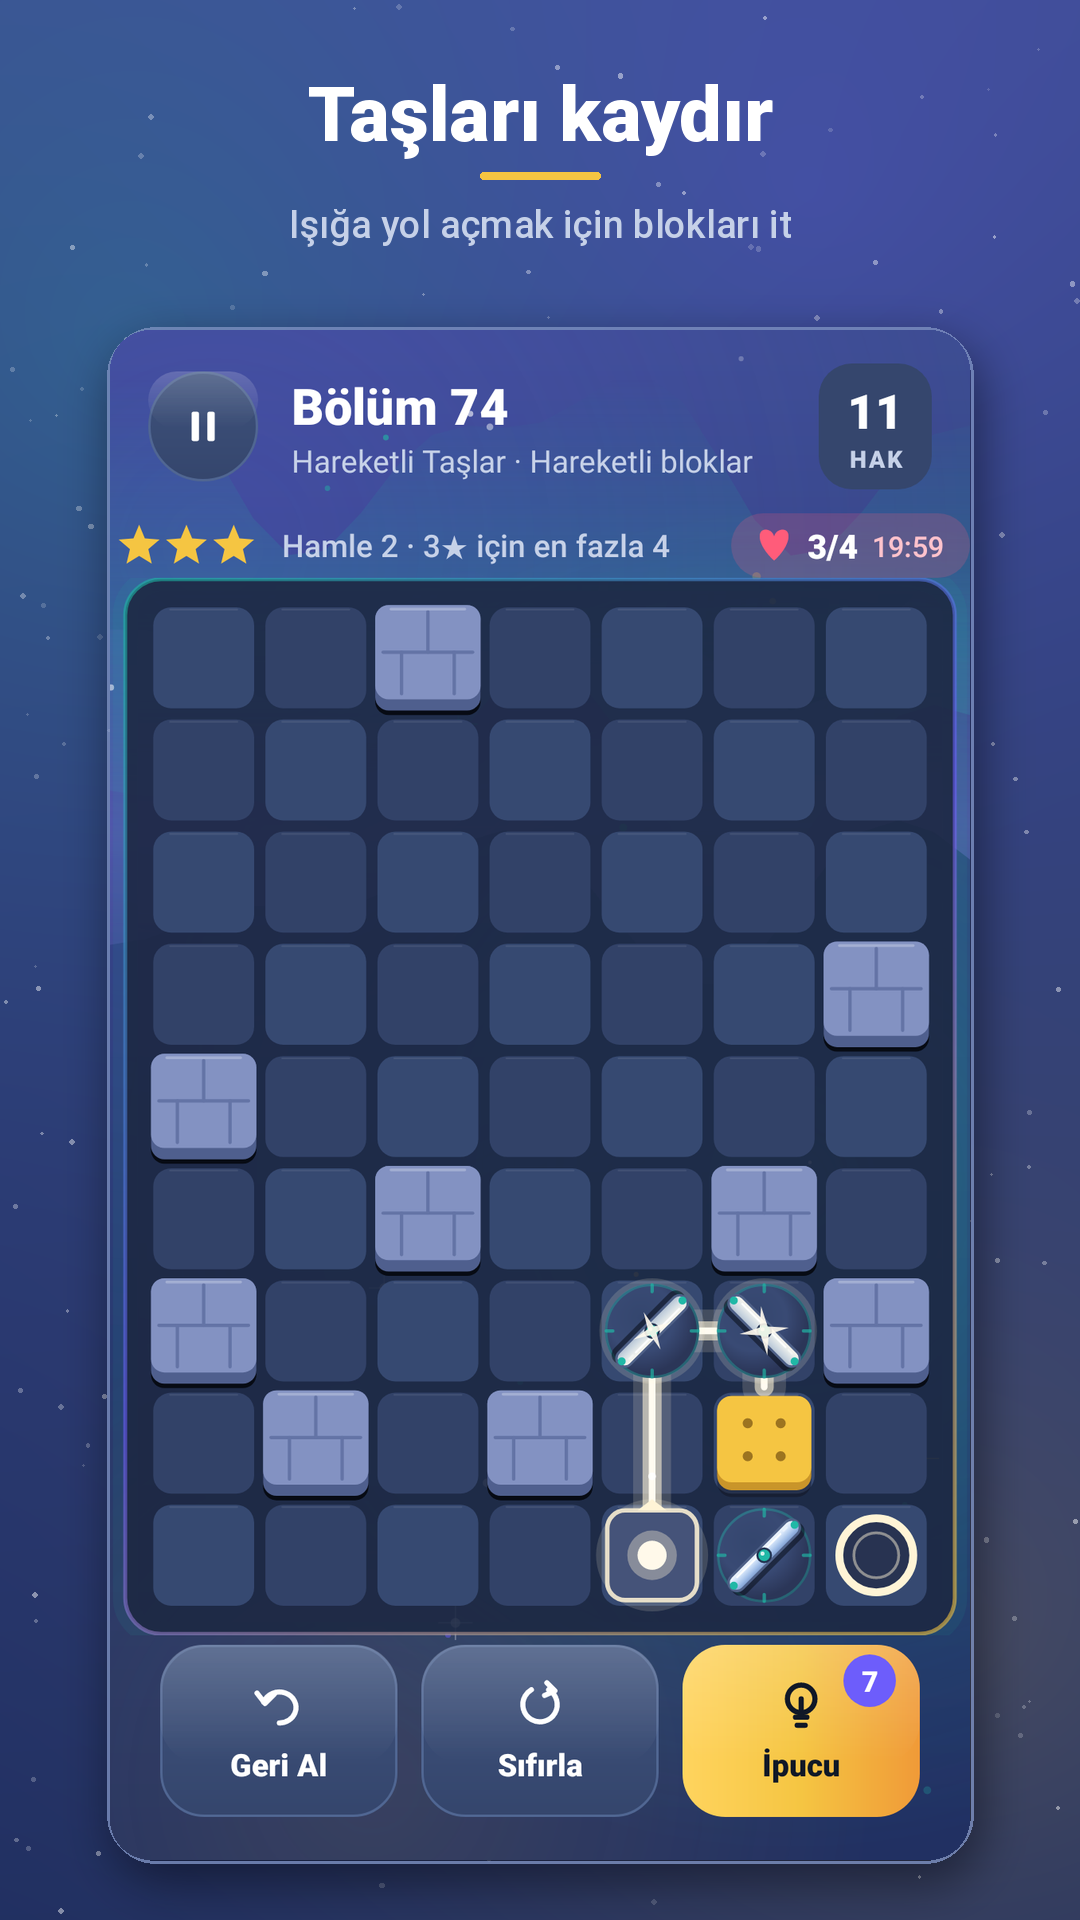 Taşları kaydır
Işığa yol açmak için blokları it
Bölüm 74
Hareketli Taşlar · Hareketli bloklar
11
HAK
Hamle 2 · 3★ için en fazla 4
3/4 19:59
Geri Al
Sıfırla
7
İpucu